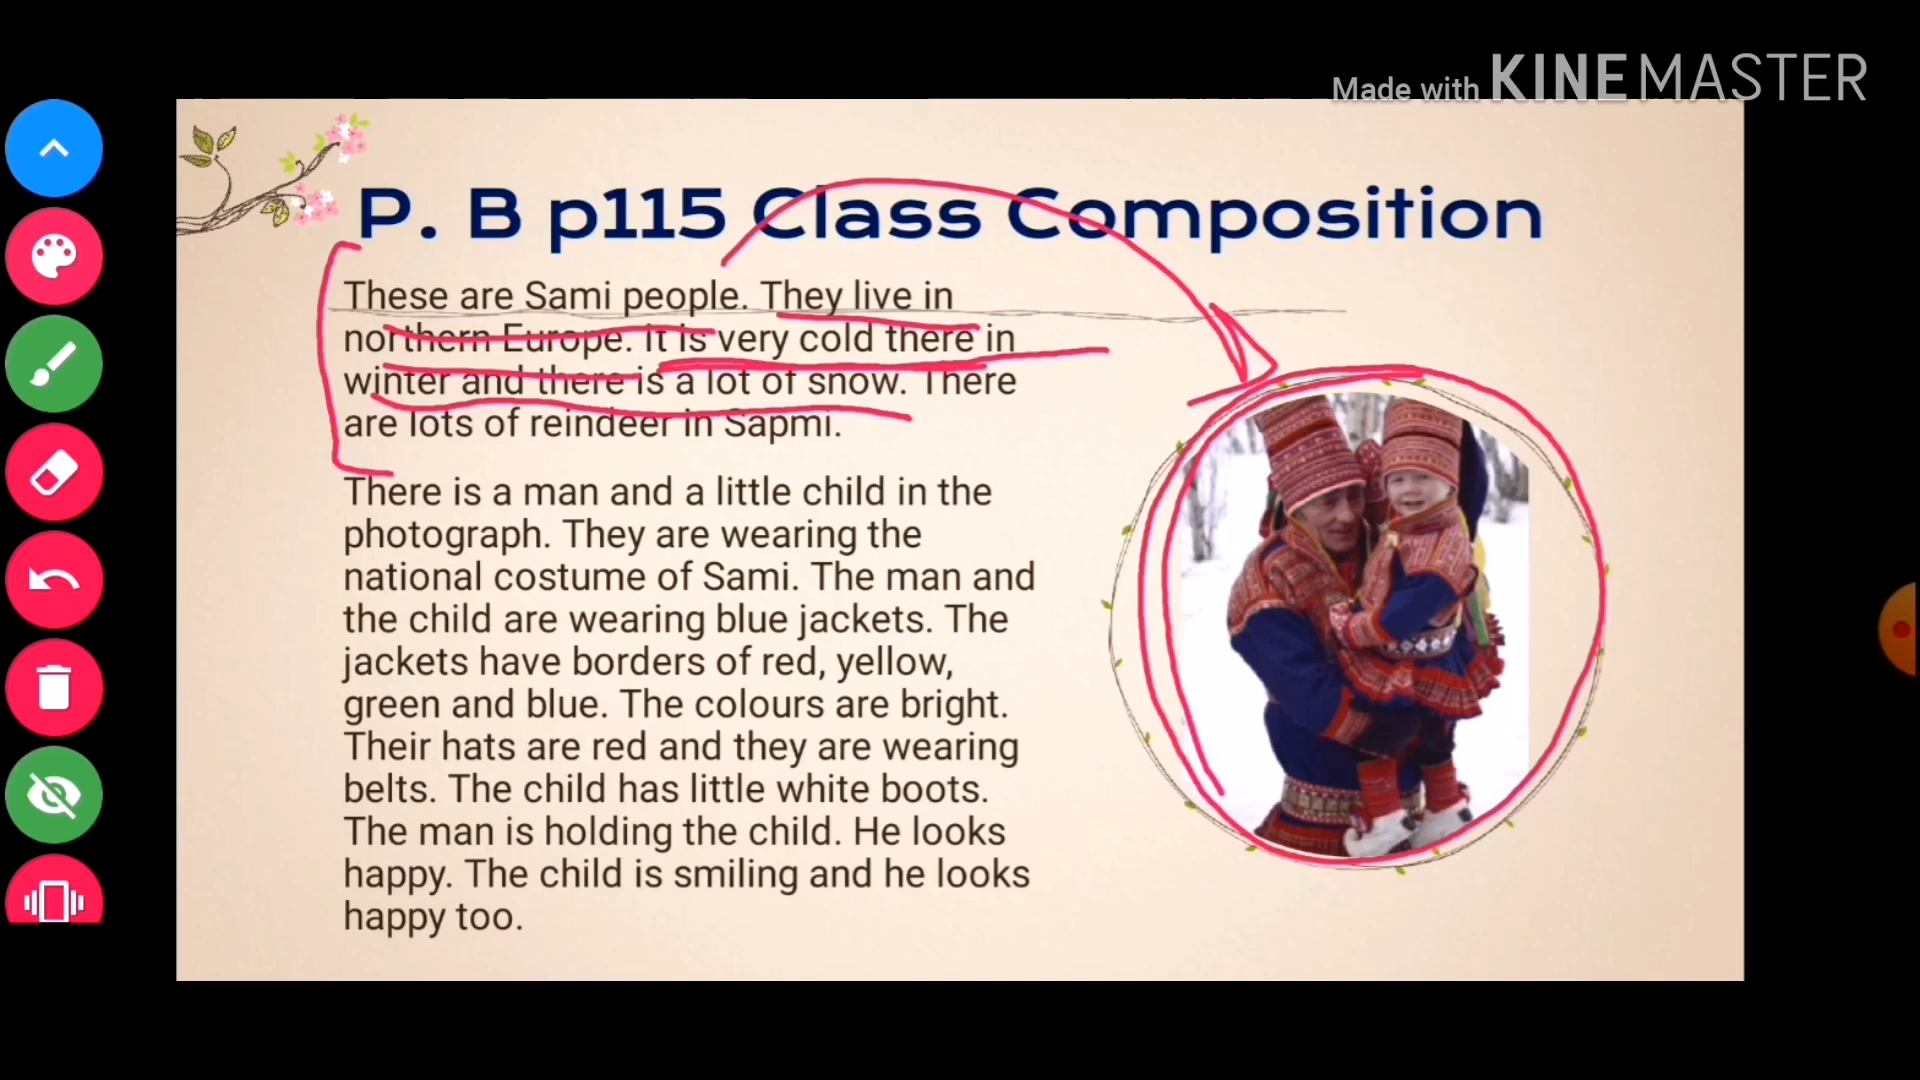 Made with KINEMASTER
P. B p115 Class Composition
These are Sami people. They live in
northern Europe. It is very cold there in
winter and there is a lot of snow. There
are lots of reindeer in Sapmi.
There is a man and a little child in the
photograph. They are wearing the
national costume of Sami. The man and
the child are wearing blue jackets. The
jackets have borders of red, yellow,
green and blue. The colours are bright.
Their hats are red and they are wearing
belts. The child has little white boots.
The man is holding the child. He looks
happy. The child is smiling and he looks
happy too.